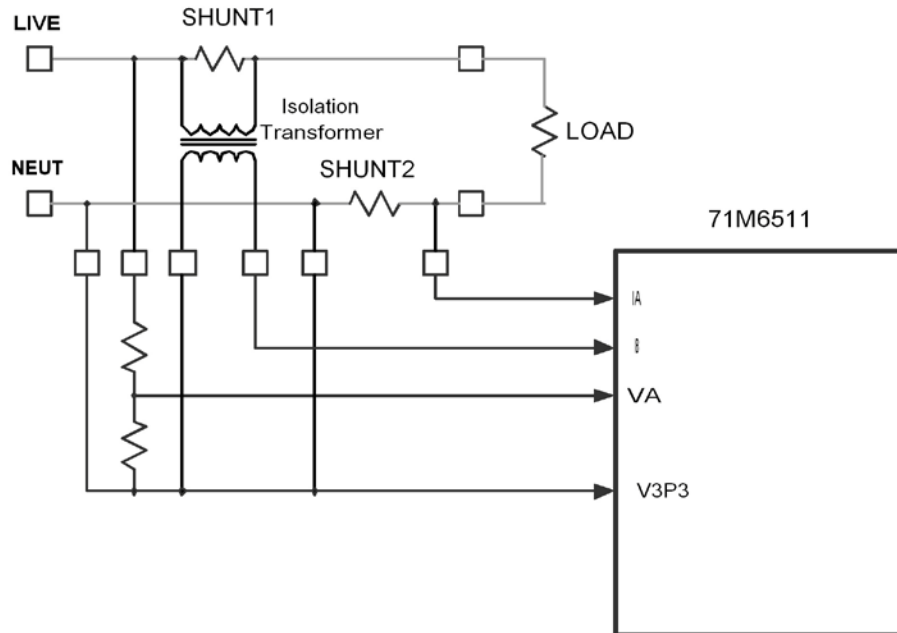 LIVE
SHUNT1
Isolation
Transformer
LOAD
NEUT
SHUNT2
71M6511
IA
VA
V3P3